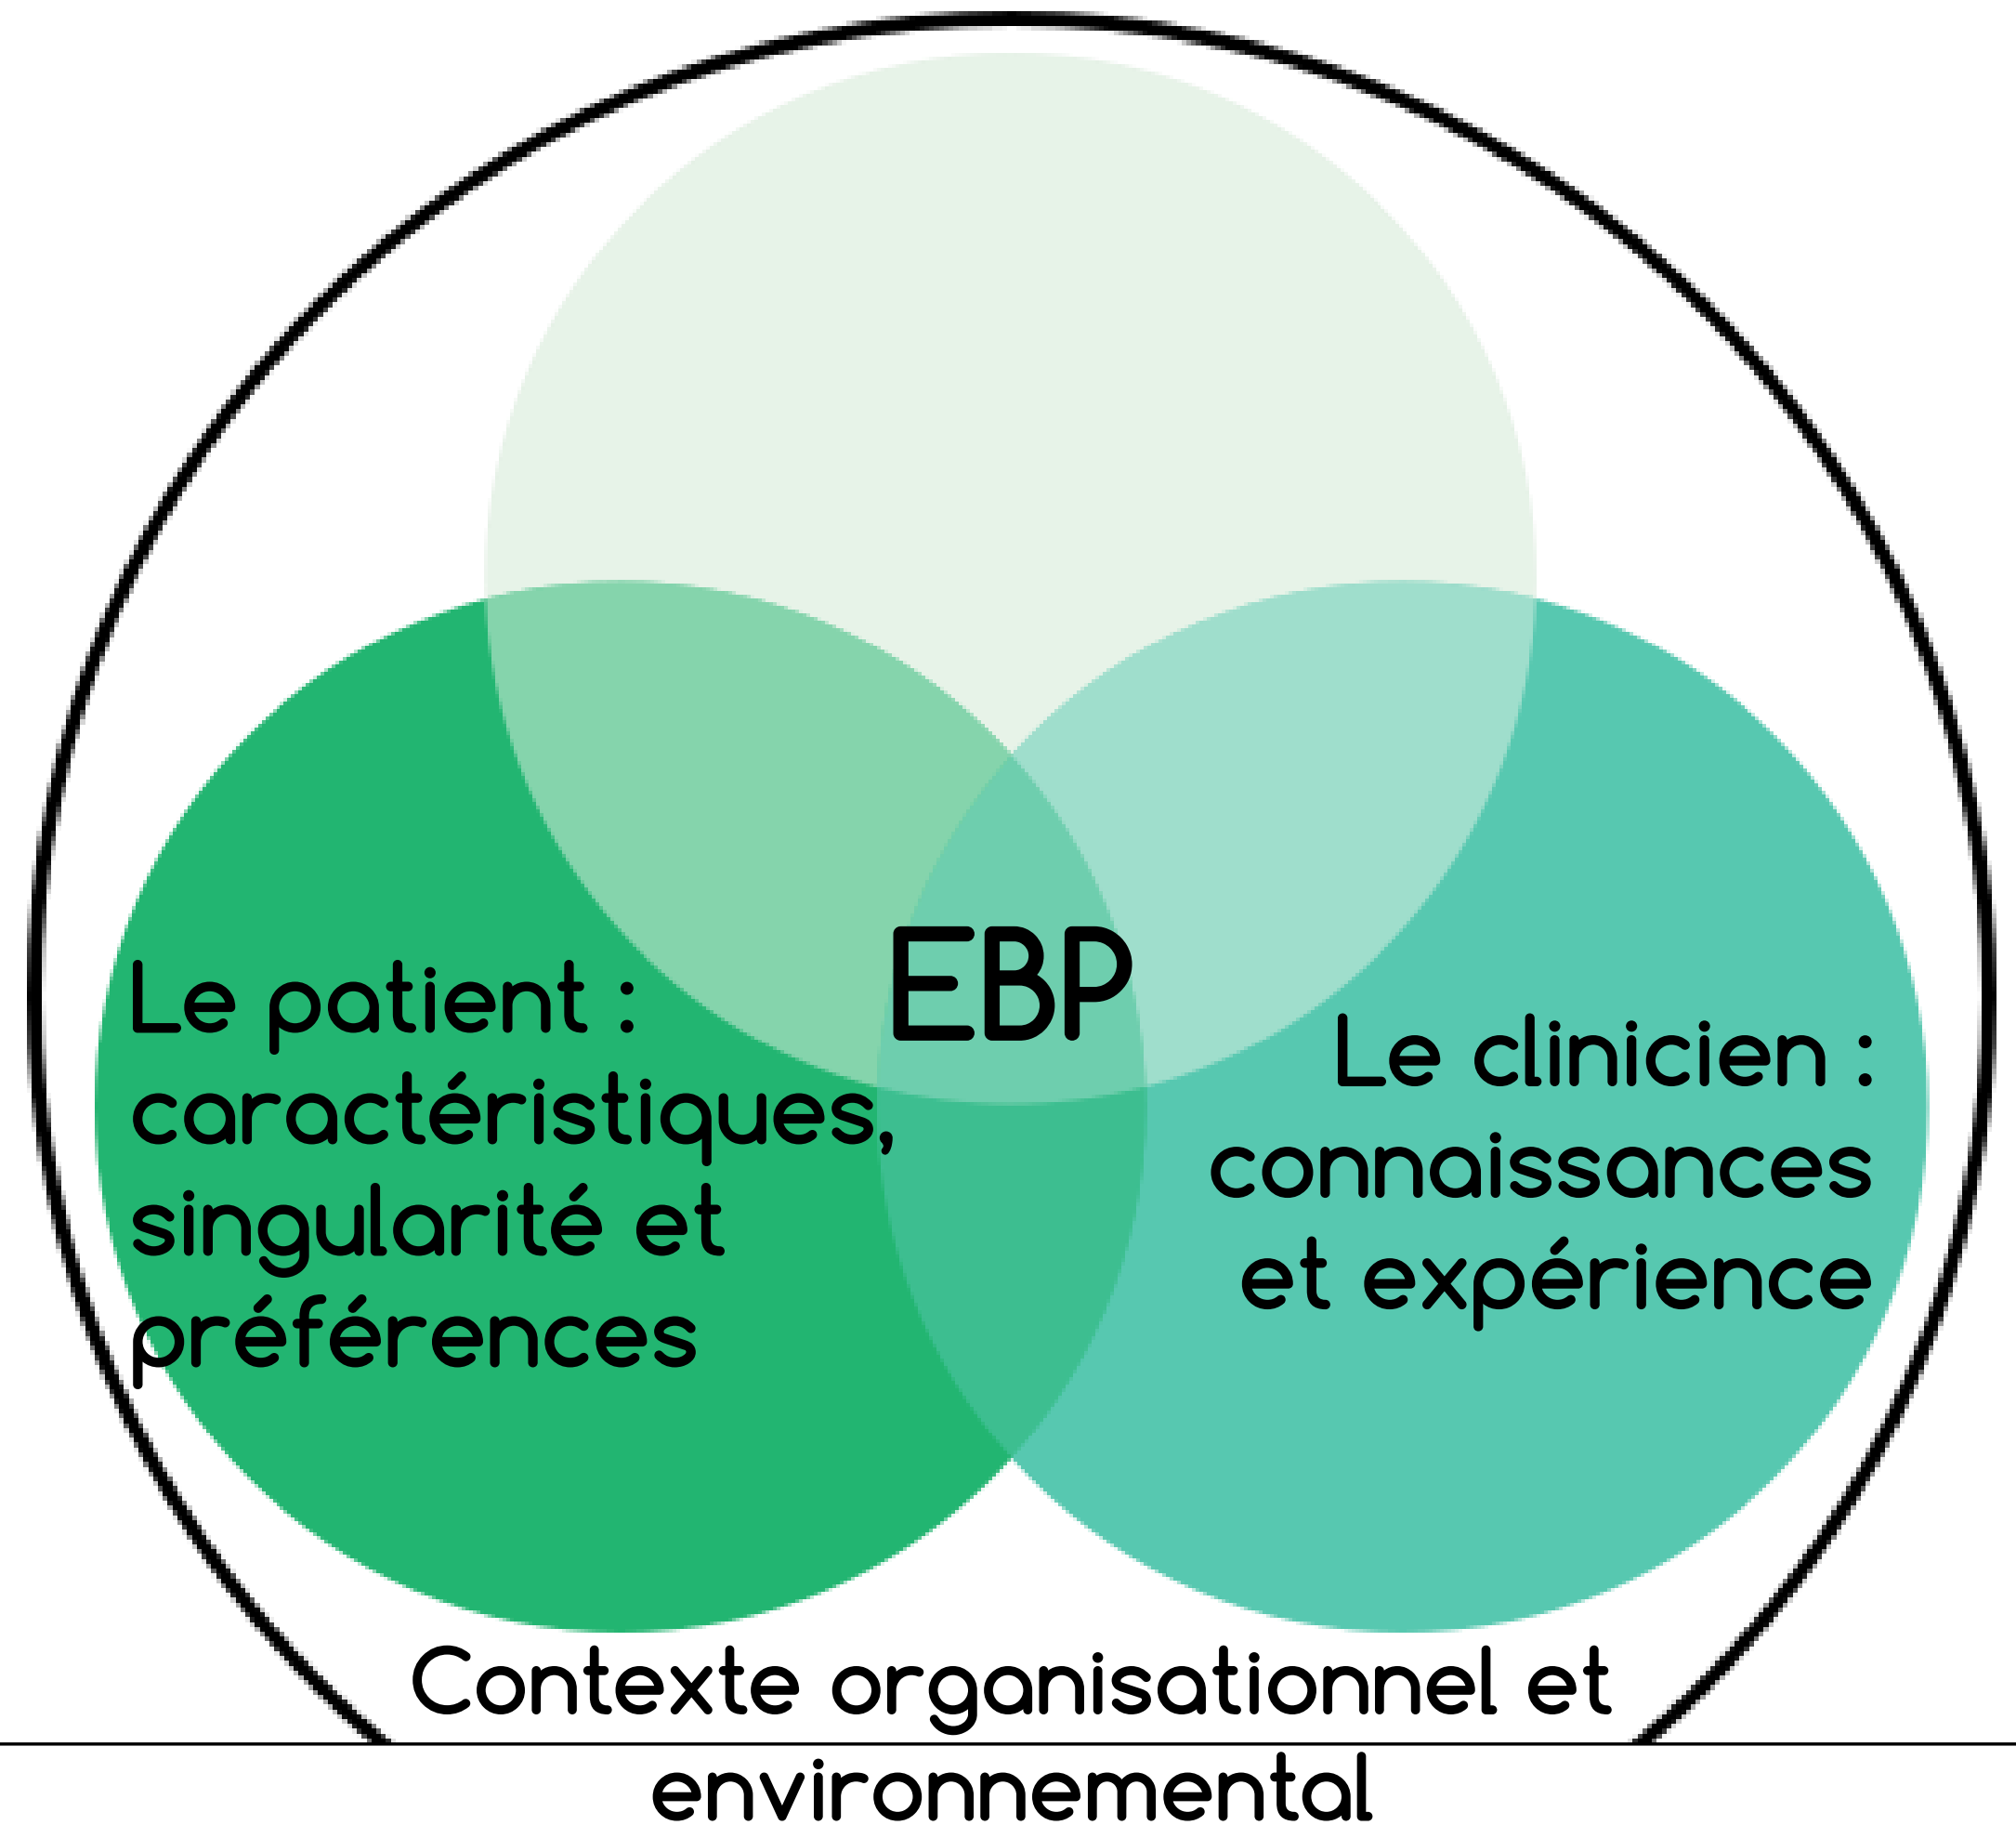 EBP
Le patient :
caractéristiques,
singularité et
préférences
Le clinicien :
connaissances
et expérience
Contexte organisationnel et
environnemental